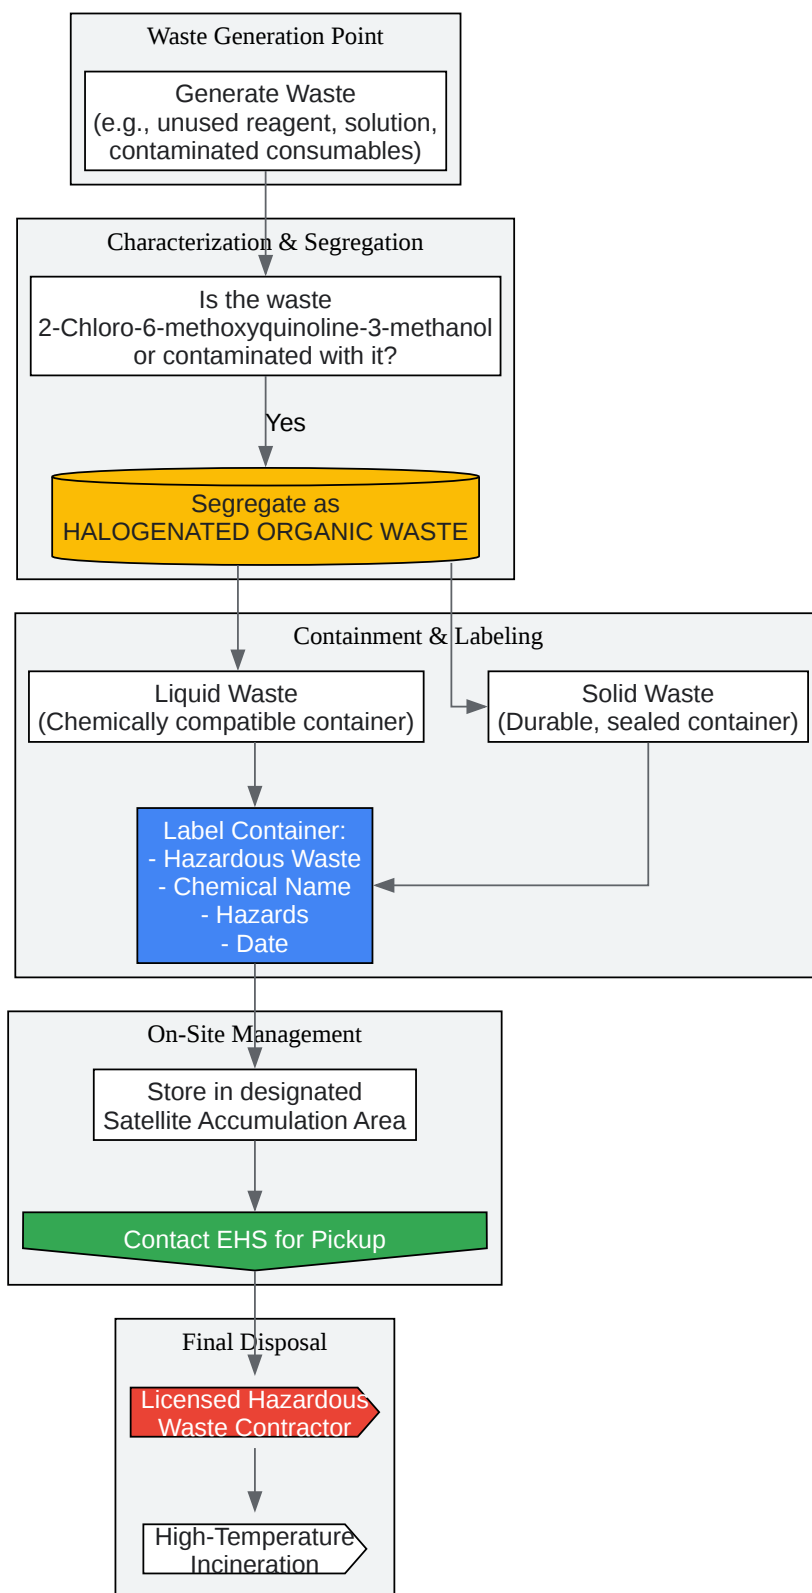 Waste Generation Point
Generate Waste
(e.g., unused reagent, solution,
contaminated consumables)
Characterization & Segregation
Is the waste
2-Chloro-6-methoxyquinoline-3-methanol
or contaminated with it?
Yes
Segregate as
HALOGENATED ORGANIC WASTE
Containment & Labeling
Liquid Waste
(Chemically compatible container)
Solid Waste
(Durable, sealed container)
Label Container:
- Hazardous Waste
- Chemical Name
- Hazards
- Date
On-Site Management
Store in designated
Satellite Accumulation Area
Contact EHS for Pickup
Final Disposal
Licensed Hazardous
Waste Contractor
High-Temperature
Incineration